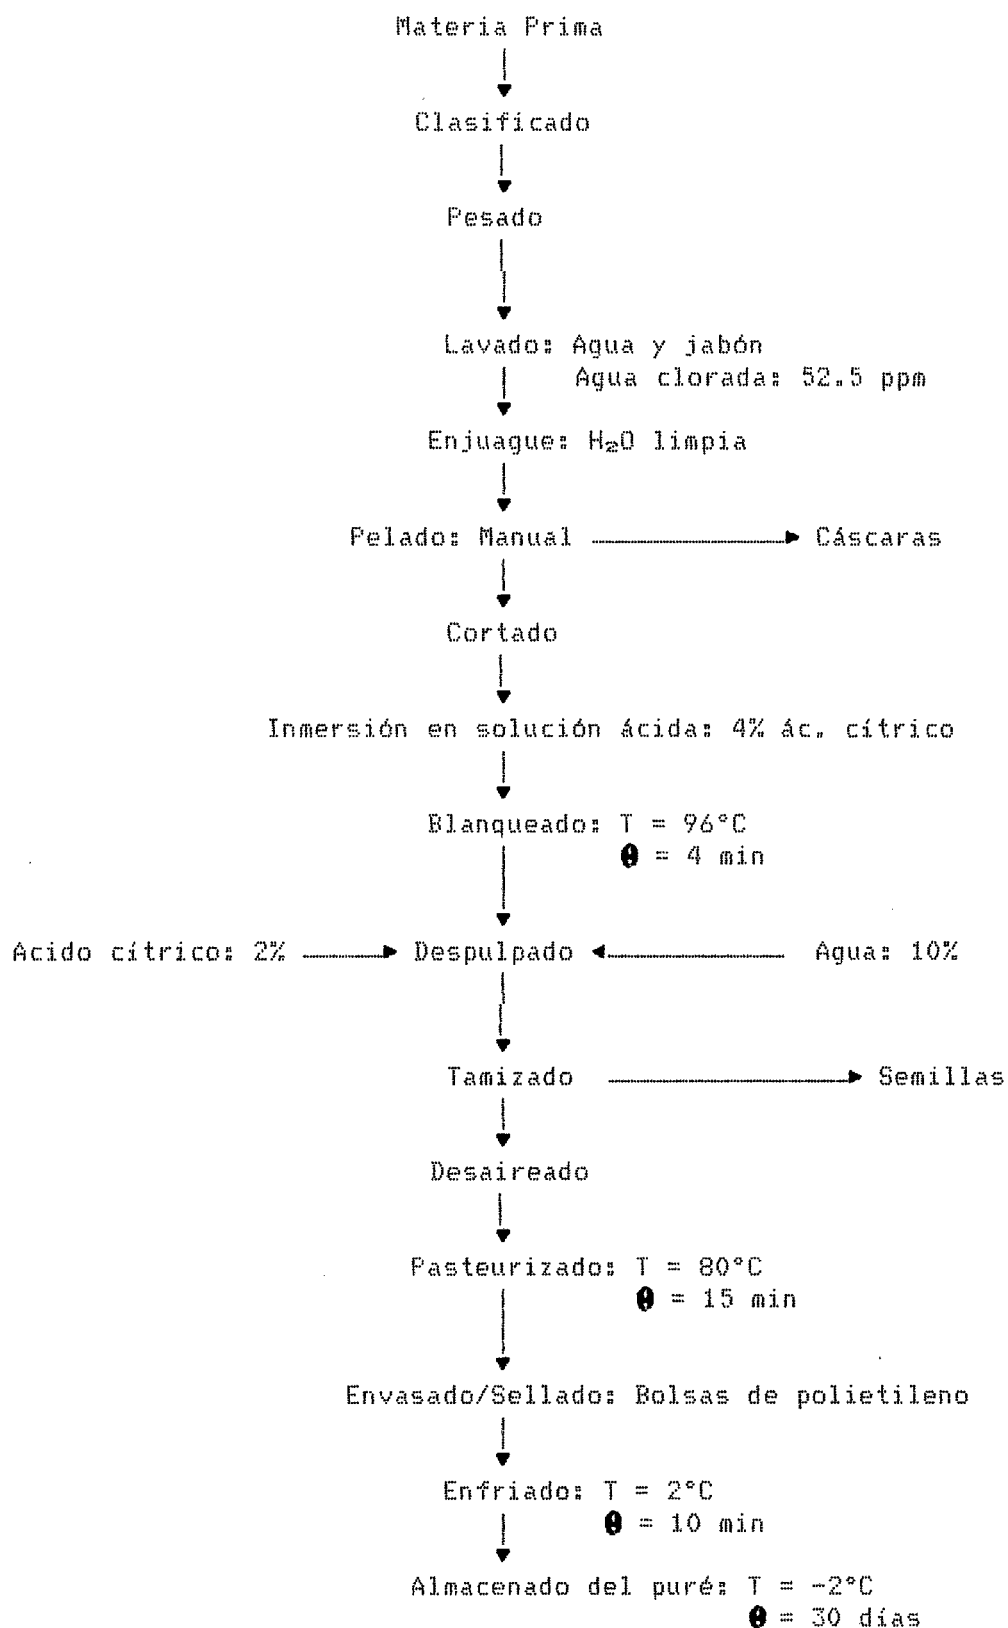 Materia Prima
Clasificado
Pesado
Lavado: Agua y jabón
Agua clorada: 52.5 ppm
Enjuague: H₂O limpia
Pelado: Manual Cáscaras
Cortado
Inmersión en solución ácida: 4% ác. cítrico
Blanqueado: T = 96°C
θ = 4 min
Acido cítrico: 2% Despulpado Agua: 10%
Tamizado Semillas
Desaireado
Pasteurizado: T = 80°C
θ = 15 min
Envasado/Sellado: Bolsas de polietileno
Enfriado: T = 2°C
θ = 10 min
Almacenado del puré: T = -2°C
θ = 30 días